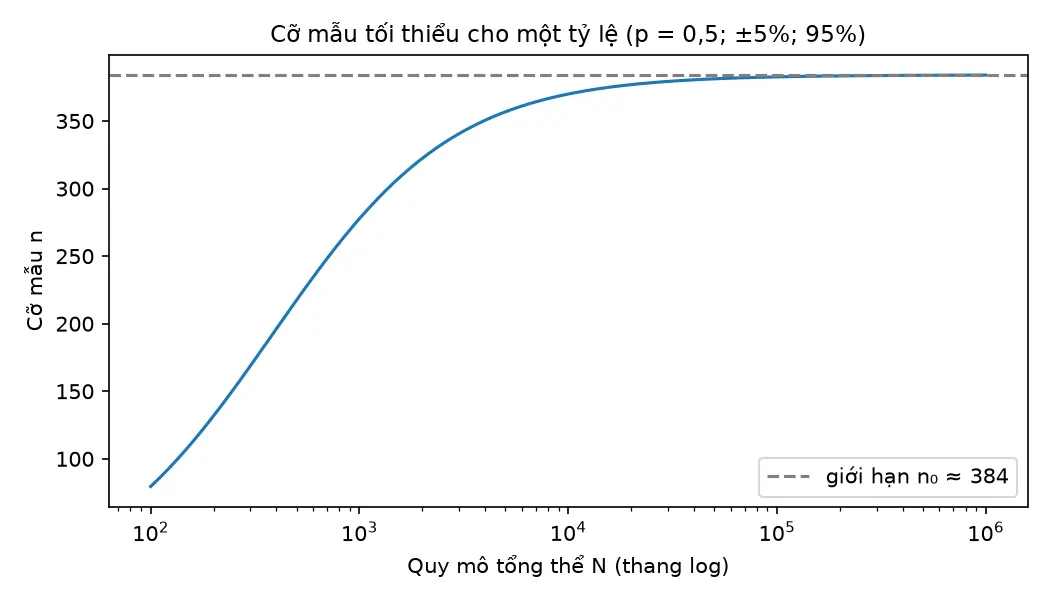 Cỡ mẫu tối thiểu cho một tỷ lệ (p = 0,5; ±5%; 95%)
Cỡ mẫu n
350
300
250
200
150
100
giới hạn n₀ ≈ 384
10² 10³ 10⁴ 10⁵ 10⁶
Quy mô tổng thể N (thang log)